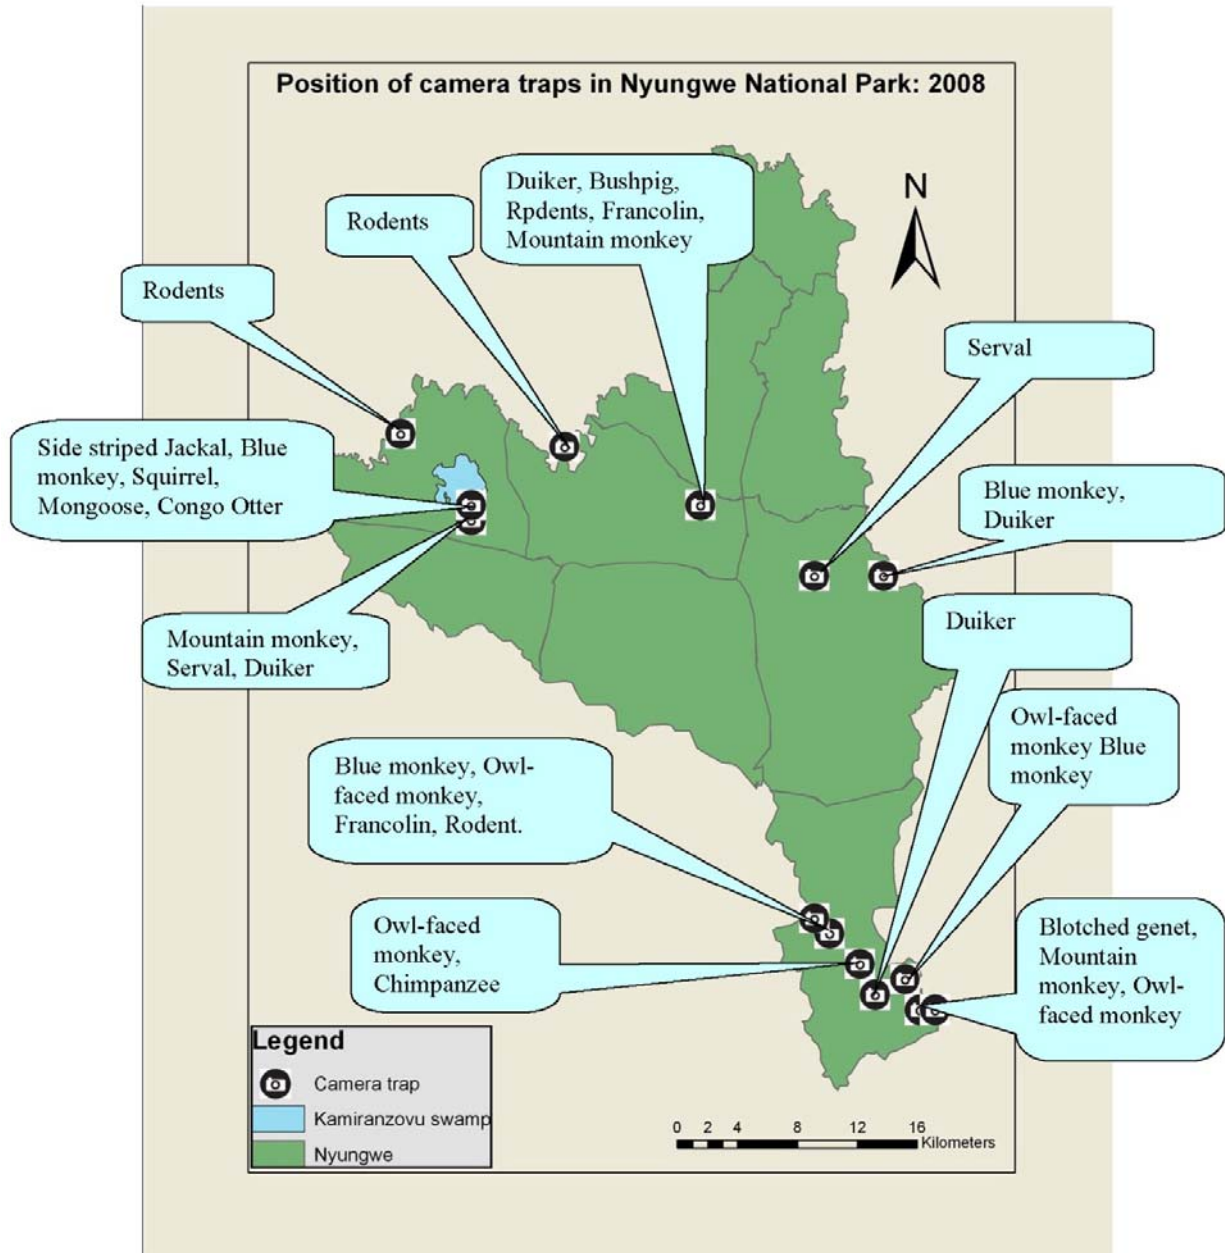 Position of camera traps in Nyungwe National Park: 2008
N
Duiker, Bushpig,
Rpdents, Francolin,
Mountain monkey
Rodents
Rodents
Serval
Side striped Jackal, Blue
monkey, Squirrel,
Mongoose, Congo Otter
Blue monkey,
Duiker
Mountain monkey,
Serval, Duiker
Duiker
Owl-faced
monkey Blue
monkey
Blue monkey, Owl-
faced monkey,
Francolin, Rodent.
Owl-faced
monkey,
Chimpanzee
Blotched genet,
Mountain
monkey, Owl-
faced monkey
Legend
Camera trap
Kamiranzovu swamp
Nyungwe
0 2 4 8 12 16
Kilometers